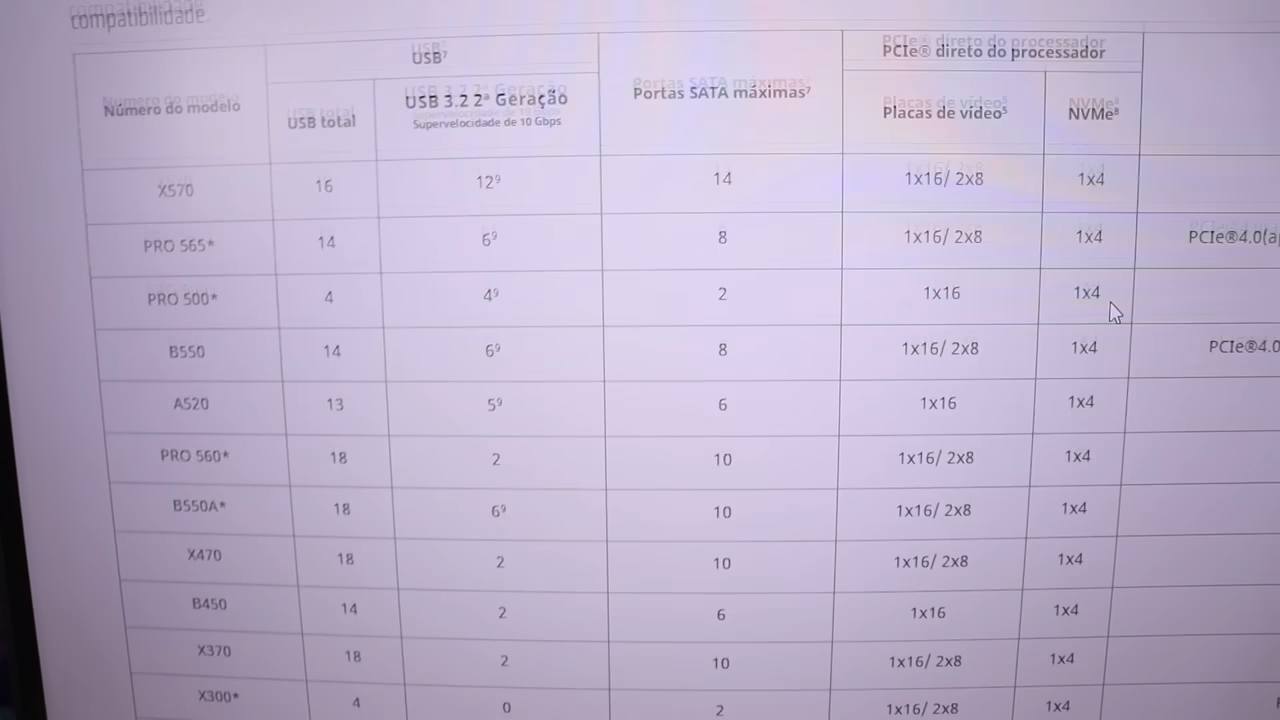 compatibilidade.
USB⁷
PCIe® direto do processador
Número do modelo
USB total
USB 3.2 2ª Geração
Supervelocidade de 10 Gbps
Portas SATA máximas⁷
Placas de vídeo⁵
NVMe⁸
X570 16 12⁹ 14 1x16/ 2x8 1x4
PRO 565* 14 6⁹ 8 1x16/ 2x8 1x4 PCIe®4.0
PRO 500* 4 4⁹ 2 1x16 1x4
B550 14 6⁹ 8 1x16/ 2x8 1x4 PCIe®4.0
A520 13 5⁹ 6 1x16 1x4
PRO 560* 18 2 10 1x16/ 2x8 1x4
B550A* 18 6⁹ 10 1x16/ 2x8 1x4
X470 18 2 10 1x16/ 2x8 1x4
B450 14 2 6 1x16 1x4
X370 18 2 10 1x16/ 2x8 1x4
X300* 4 0 2 1x16/ 2x8 1x4